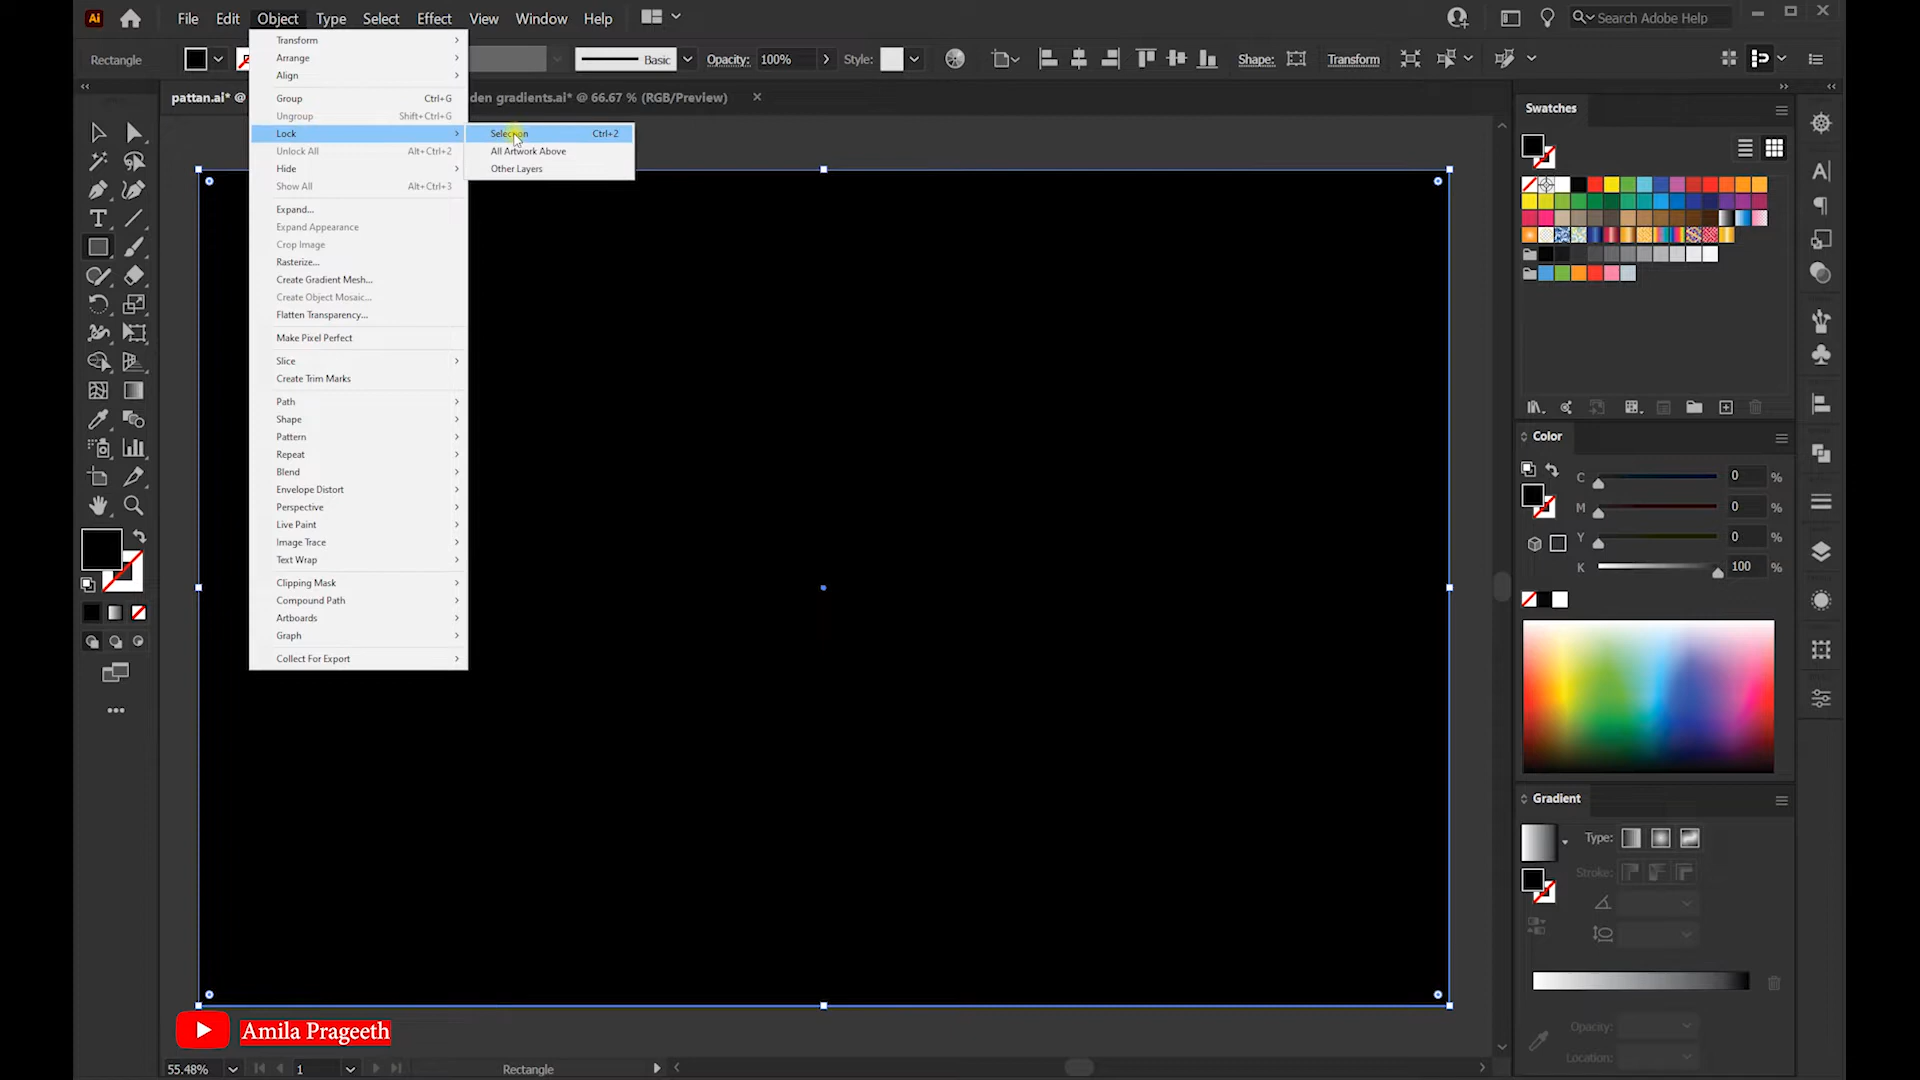 Ai File Edit Object Type Select Effect View Window Help Search Adobe Help
Rectangle Basic Opacity: 100% Style: Shape: Transform
pattan.ai* @ den gradients.ai* @ 66.67 % (RGB/Preview)
Transform
Arrange
Align
Group Ctrl+G
Ungroup Shift+Ctrl+G
Lock
Unlock All Alt+Ctrl+2
Hide
Show All Alt+Ctrl+3
Expand...
Expand Appearance
Crop Image
Rasterize...
Create Gradient Mesh...
Create Object Mosaic...
Flatten Transparency...
Make Pixel Perfect
Slice
Create Trim Marks
Path
Shape
Pattern
Repeat
Blend
Envelope Distort
Perspective
Live Paint
Image Trace
Text Wrap
Clipping Mask
Compound Path
Artboards
Graph
Collect For Export
Selection Ctrl+2
All Artwork Above
Other Layers
Swatches
Color
C 0 %
M 0 %
Y 0 %
K 100 %
Gradient
Type:
Stroke:
Opacity:
Location:
Amila Prageeth
55.48% 1 Rectangle